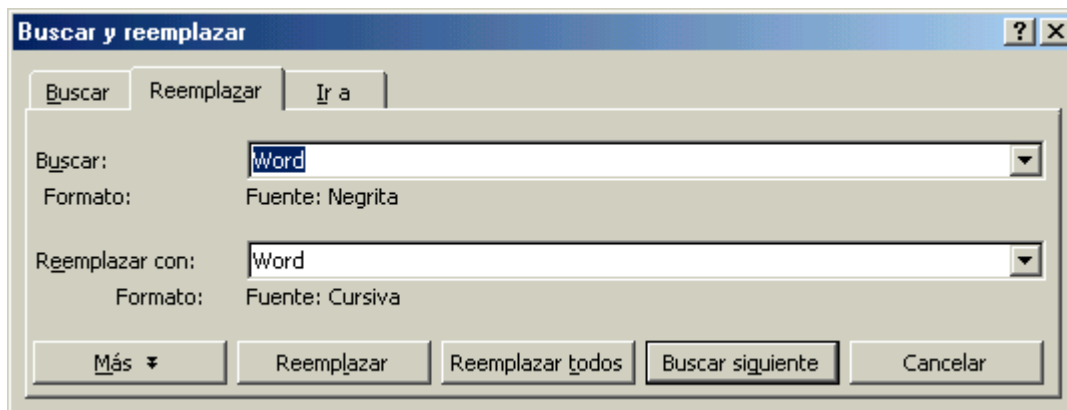 Buscar y reemplazar
Buscar Reemplazar Ir a
Buscar: Word
Formato: Fuente: Negrita
Reemplazar con: Word
Formato: Fuente: Cursiva
Más Reemplazar Reemplazar todos Buscar siguiente Cancelar